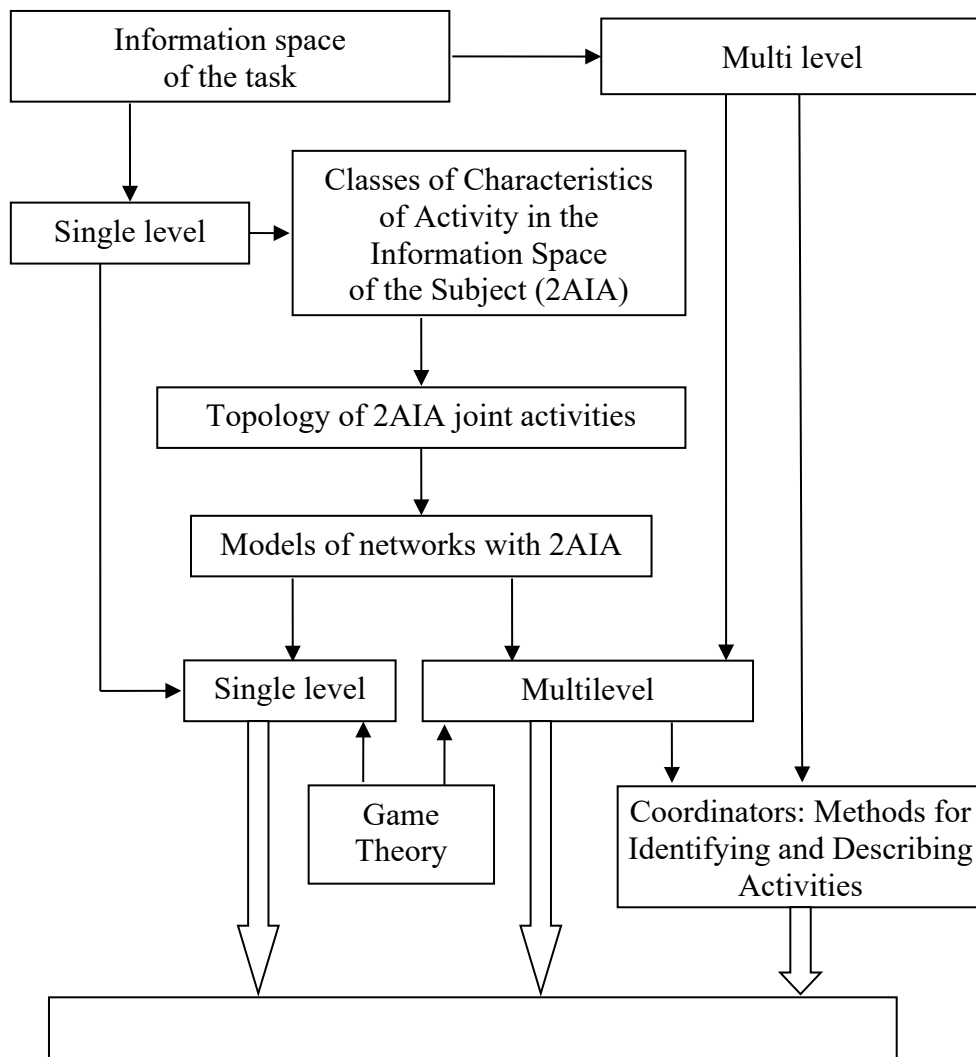 Information space
of the task
Multi level
Classes of Characteristics
of Activity in the
Information Space
of the Subject (2AIA)
Single level
Topology of 2AIA joint activities
Models of networks with 2AIA
Single level
Multilevel
Game
Theory
Coordinators: Methods for
Identifying and Describing
Activities